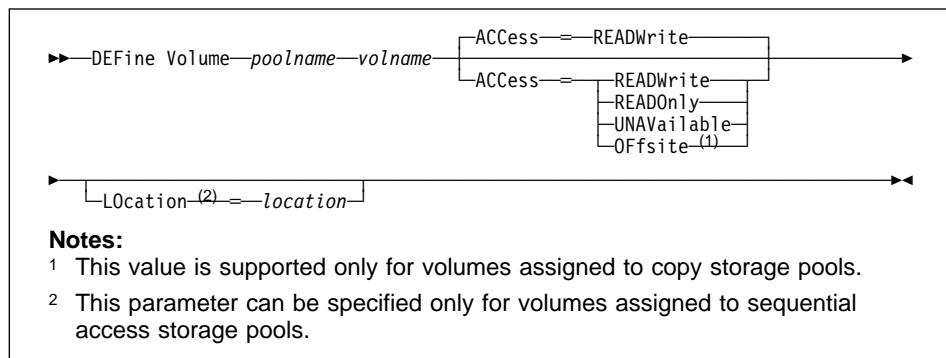 ACCess = READWrite
DEFine Volume poolname volname
ACCess = READWrite
READOnly
UNAVailable
OFfsite (1)
LOcation (2) = location
Notes:
1 This value is supported only for volumes assigned to copy storage pools.
2 This parameter can be specified only for volumes assigned to sequential
access storage pools.